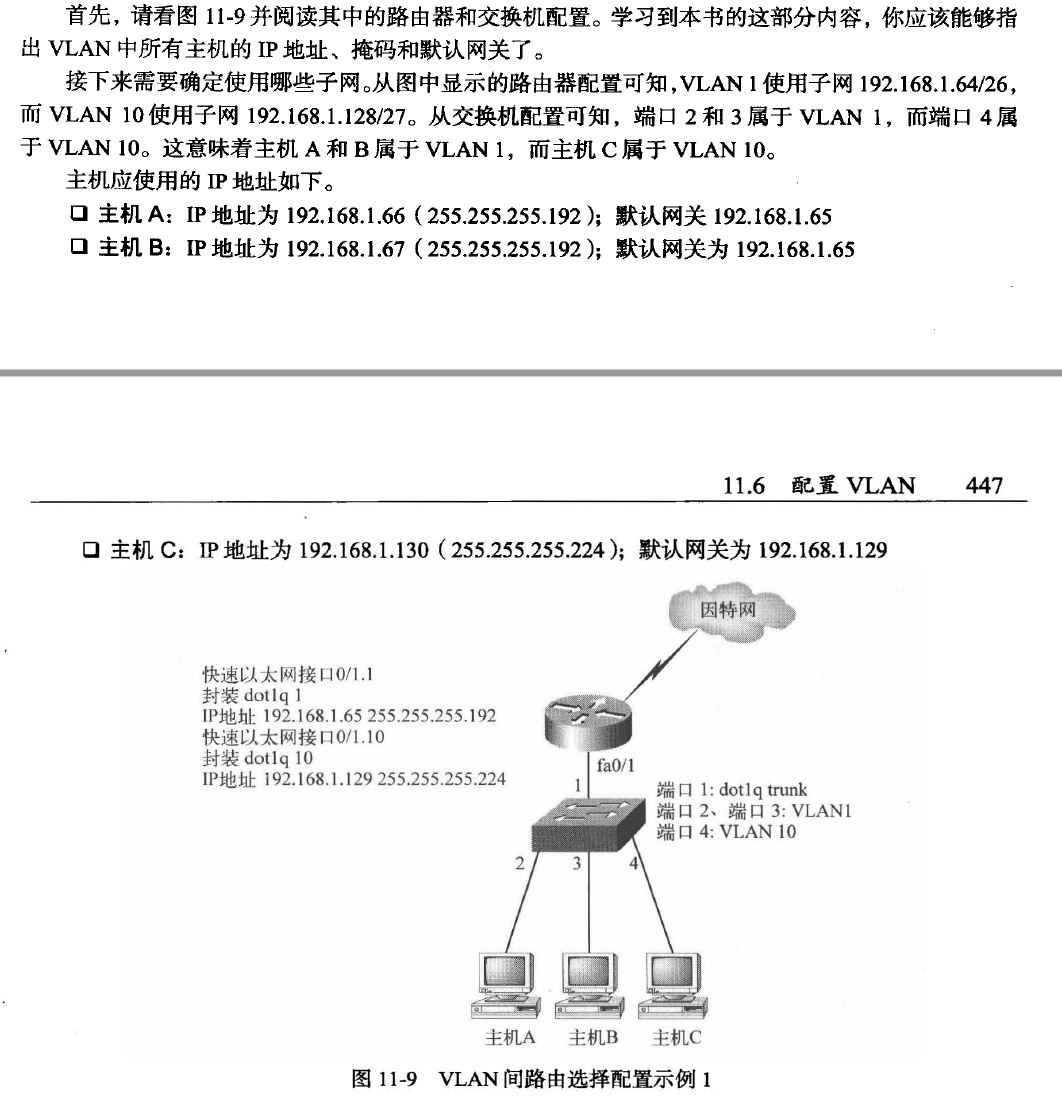 首先，请看图 11-9 并阅读其中的路由器和交换机配置。学习到本书的这部分内容，你应该能够指
出 VLAN 中所有主机的 IP 地址、掩码和默认网关了。
接下来需要确定使用哪些子网。从图中显示的路由器配置可知，VLAN 1 使用子网 192.168.1.64/26，
而 VLAN 10 使用子网 192.168.1.128/27。从交换机配置可知，端口 2 和 3 属于 VLAN 1，而端口 4 属
于 VLAN 10。这意味着主机 A 和 B 属于 VLAN 1，而主机 C 属于 VLAN 10。
主机应使用的 IP 地址如下。
❑ 主机 A：IP 地址为 192.168.1.66（255.255.255.192）；默认网关 192.168.1.65
❑ 主机 B：IP 地址为 192.168.1.67（255.255.255.192）；默认网关为 192.168.1.65
11.6 配置 VLAN 447
❑ 主机 C：IP 地址为 192.168.1.130（255.255.255.224）；默认网关为 192.168.1.129
因特网
快速以太网接口0/1.1
封装 dot1q 1
IP地址 192.168.1.65 255.255.255.192
快速以太网接口0/1.10
封装 dot1q 10
IP地址 192.168.1.129 255.255.255.224
fa0/1
1
端口 1: dot1q trunk
端口 2、端口 3: VLAN1
端口 4: VLAN 10
2 3 4
主机A 主机B 主机C
图 11-9 VLAN 间路由选择配置示例 1